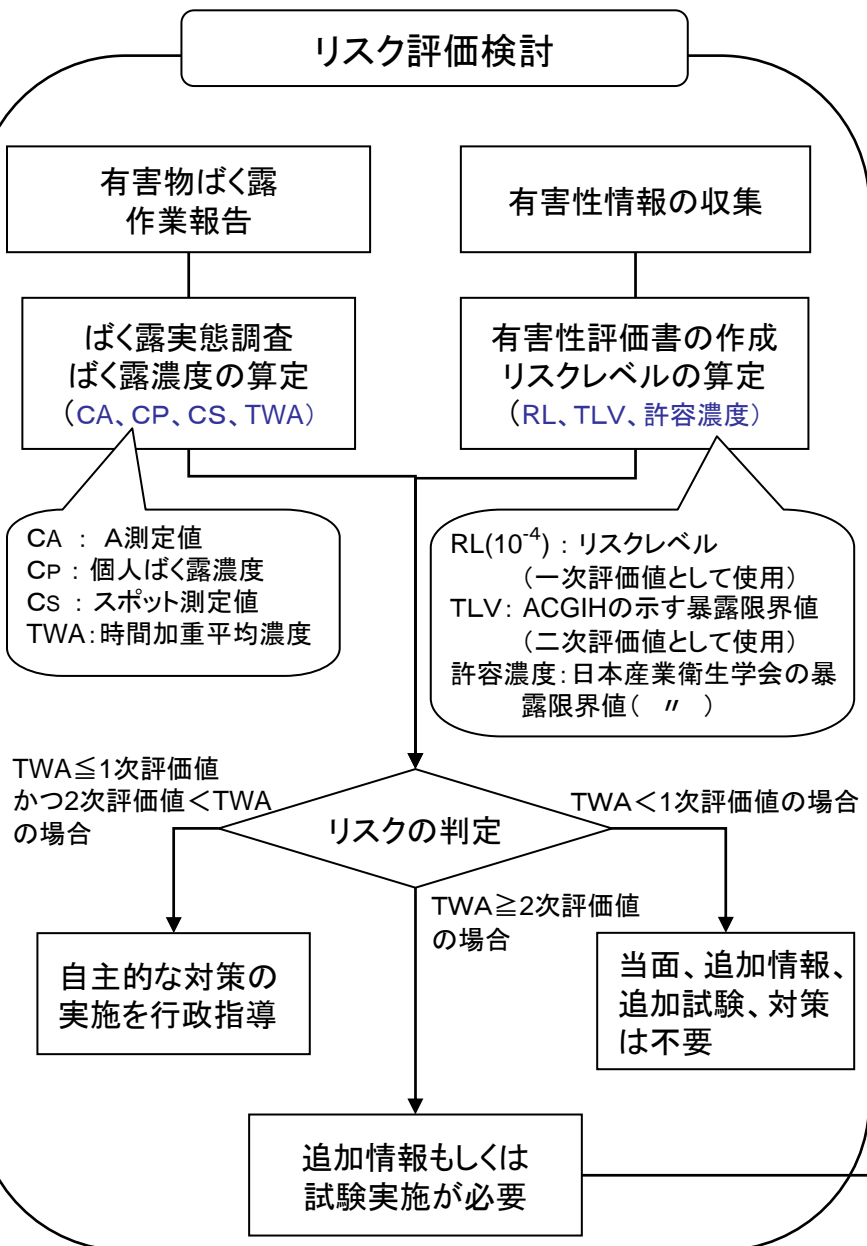 リスク評価検討
有害物ばく露
作業報告
有害性情報の収集
ばく露実態調査
ばく露濃度の算定
(CA、CP、CS、TWA)
有害性評価書の作成
リスクレベルの算定
(RL、TLV、許容濃度)
CA : A測定値
CP : 個人ばく露濃度
CS : スポット測定値
TWA:時間加重平均濃度
RL(10⁻⁴) : リスクレベル
(一次評価値として使用)
TLV: ACGIHの示す暴露限界値
(二次評価値として使用)
許容濃度:日本産業衛生学会の暴
露限界値( 〃 )
TWA≦1次評価値
かつ2次評価値<TWA
の場合
リスクの判定
TWA<1次評価値の場合
TWA≧2次評価値
の場合
自主的な対策の
実施を行政指導
当面、追加情報、
追加試験、対策
は不要
追加情報もしくは
試験実施が必要